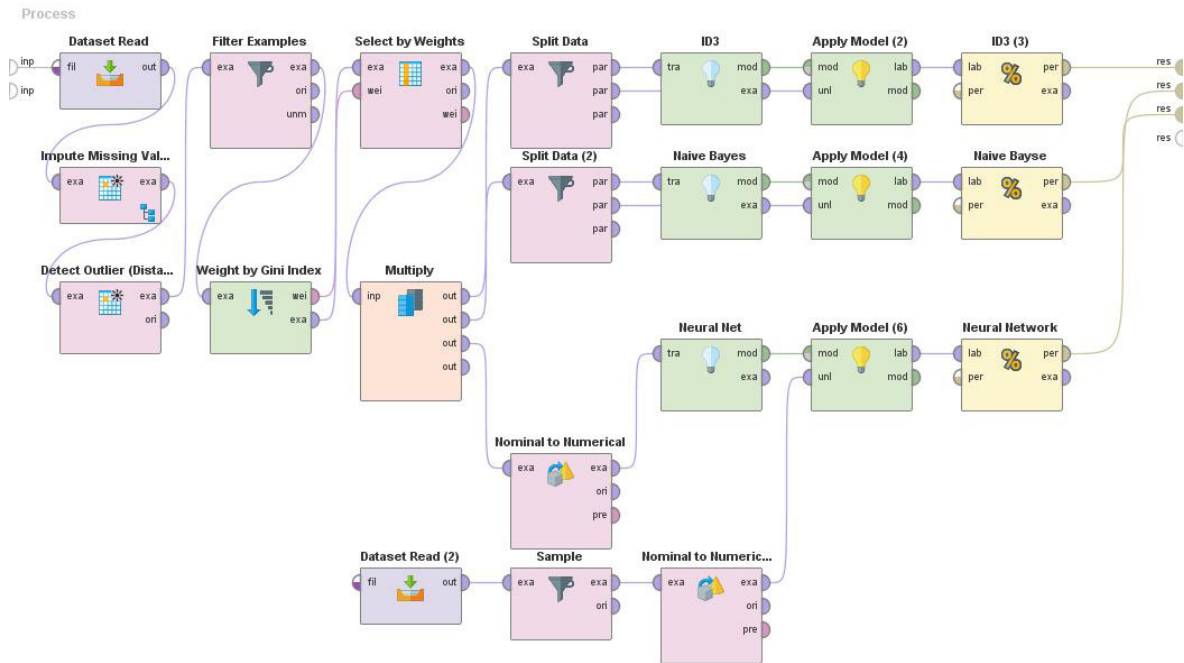 Process
Dataset Read
Filter Examples
Select by Weights
Split Data
ID3
Apply Model (2)
ID3 (3)
inp
inp
fil out
exa exa
ori
unm
exa exa
wei ori
wei
exa par
par
par
tra mod
exa
mod lab
unl mod
lab per
per exa
res
res
res
res
Impute Missing Val...
Split Data (2)
Naive Bayes
Apply Model (4)
Naive Bayse
exa exa
exa par
par
par
tra mod
exa
mod lab
unl mod
lab per
per exa
Detect Outlier (Dista...
Weight by Gini Index
Multiply
exa exa
ori
exa wei
exa
inp out
out
out
out
Neural Net
Apply Model (6)
Neural Network
tra mod
exa
mod lab
unl mod
lab per
per exa
Nominal to Numerical
exa exa
ori
pre
Dataset Read (2)
Sample
Nominal to Numeric...
fil out
exa exa
ori
exa exa
ori
pre